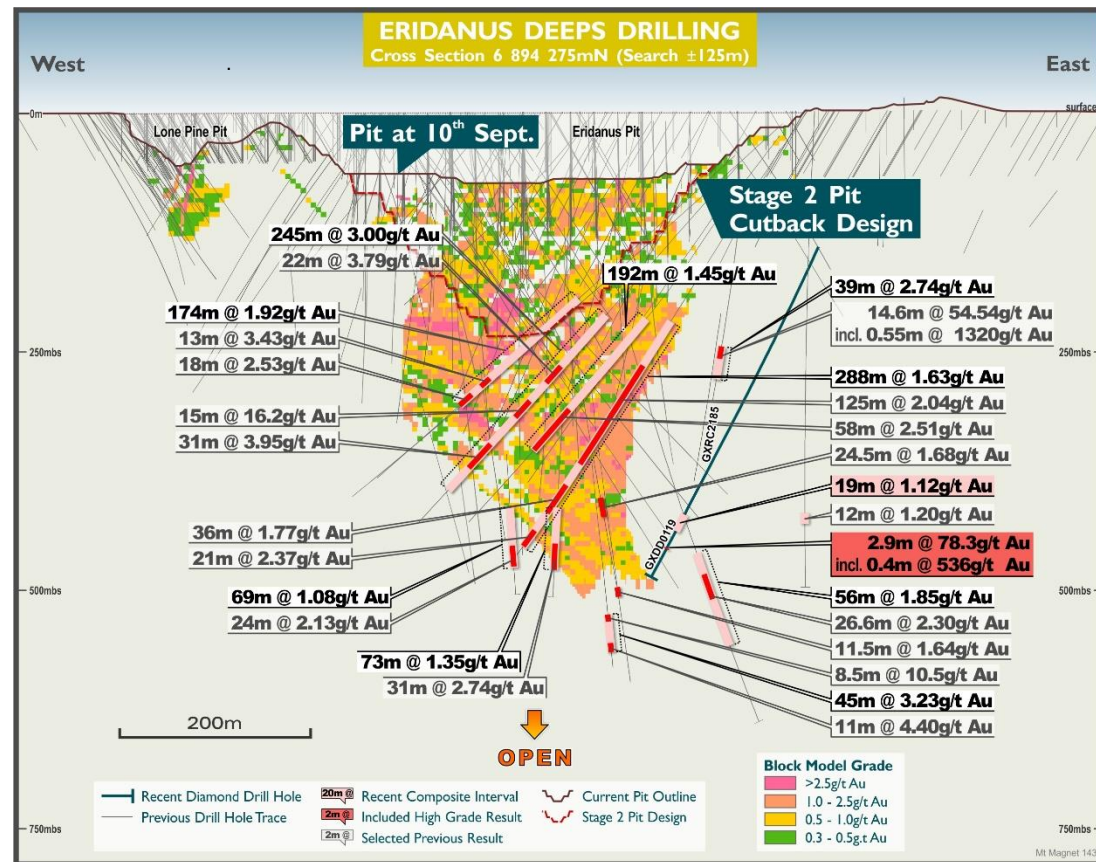 ERIDANUS DEEPS DRILLING
Cross Section 6 894 275mN (Search ±125m)
West
East
0m
surface
Lone Pine Pit
Pit at 10th Sept.
Eridanus Pit
Stage 2 Pit
Cutback Design
245m @ 3.00g/t Au
22m @ 3.79g/t Au
192m @ 1.45g/t Au
174m @ 1.92g/t Au
13m @ 3.43g/t Au
18m @ 2.53g/t Au
250mbs
15m @ 16.2g/t Au
31m @ 3.95g/t Au
36m @ 1.77g/t Au
21m @ 2.37g/t Au
500mbs
69m @ 1.08g/t Au
24m @ 2.13g/t Au
73m @ 1.35g/t Au
31m @ 2.74g/t Au
39m @ 2.74g/t Au
14.6m @ 54.54g/t Au
incl. 0.55m @ 1320g/t Au
250mbs
288m @ 1.63g/t Au
125m @ 2.04g/t Au
58m @ 2.51g/t Au
24.5m @ 1.68g/t Au
19m @ 1.12g/t Au
12m @ 1.20g/t Au
2.9m @ 78.3g/t Au
incl. 0.4m @ 536g/t Au
500mbs
56m @ 1.85g/t Au
26.6m @ 2.30g/t Au
11.5m @ 1.64g/t Au
8.5m @ 10.5g/t Au
45m @ 3.23g/t Au
11m @ 4.40g/t Au
GXRC2185
GXDD0119
200m
OPEN
Recent Diamond Drill Hole
Previous Drill Hole Trace
20m @
Recent Composite Interval
2m @
Included High Grade Result
2m @
Selected Previous Result
Current Pit Outline
Stage 2 Pit Design
Block Model Grade
>2.5g/t Au
1.0 - 2.5g/t Au
0.5 - 1.0g/t Au
0.3 - 0.5g.t Au
750mbs
750mbs
Mt Magnet 143